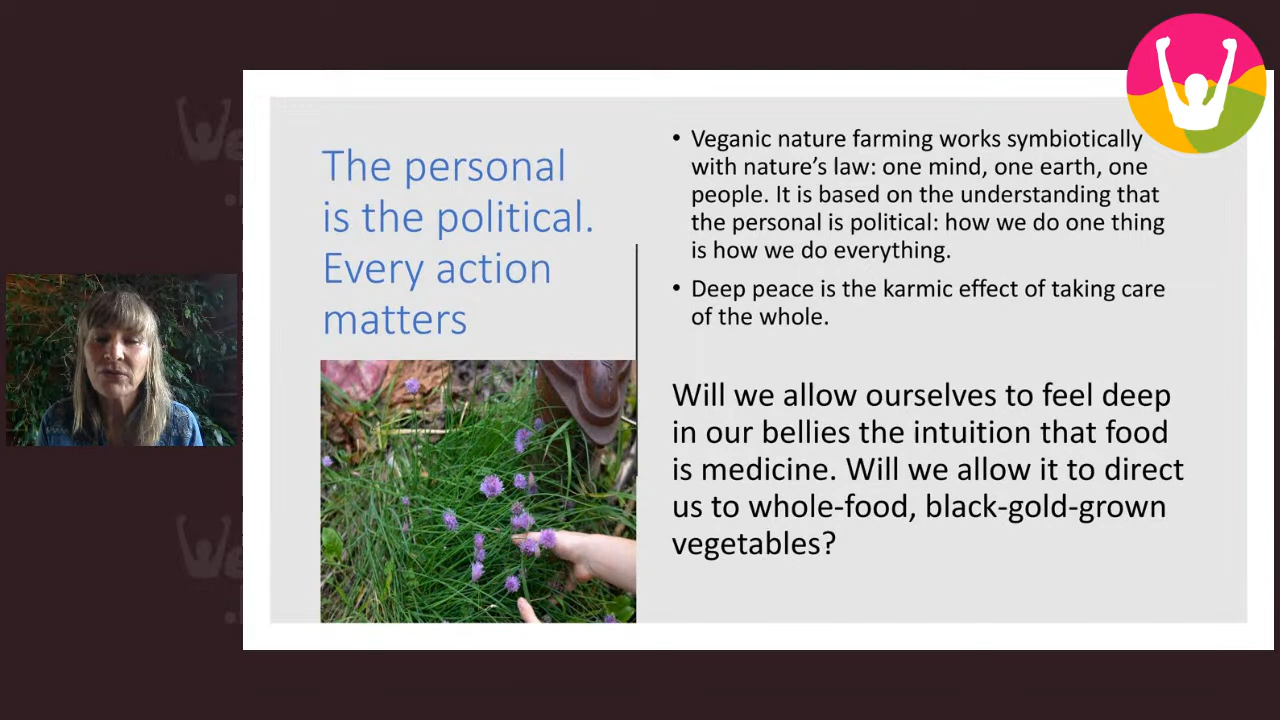 The personal
is the political.
Every action
matters
• Veganic nature farming works symbiotically
with nature’s law: one mind, one earth, one
people. It is based on the understanding that
the personal is political: how we do one thing
is how we do everything.
• Deep peace is the karmic effect of taking care
of the whole.
Will we allow ourselves to feel deep
in our bellies the intuition that food
is medicine. Will we allow it to direct
us to whole-food, black-gold-grown
vegetables?